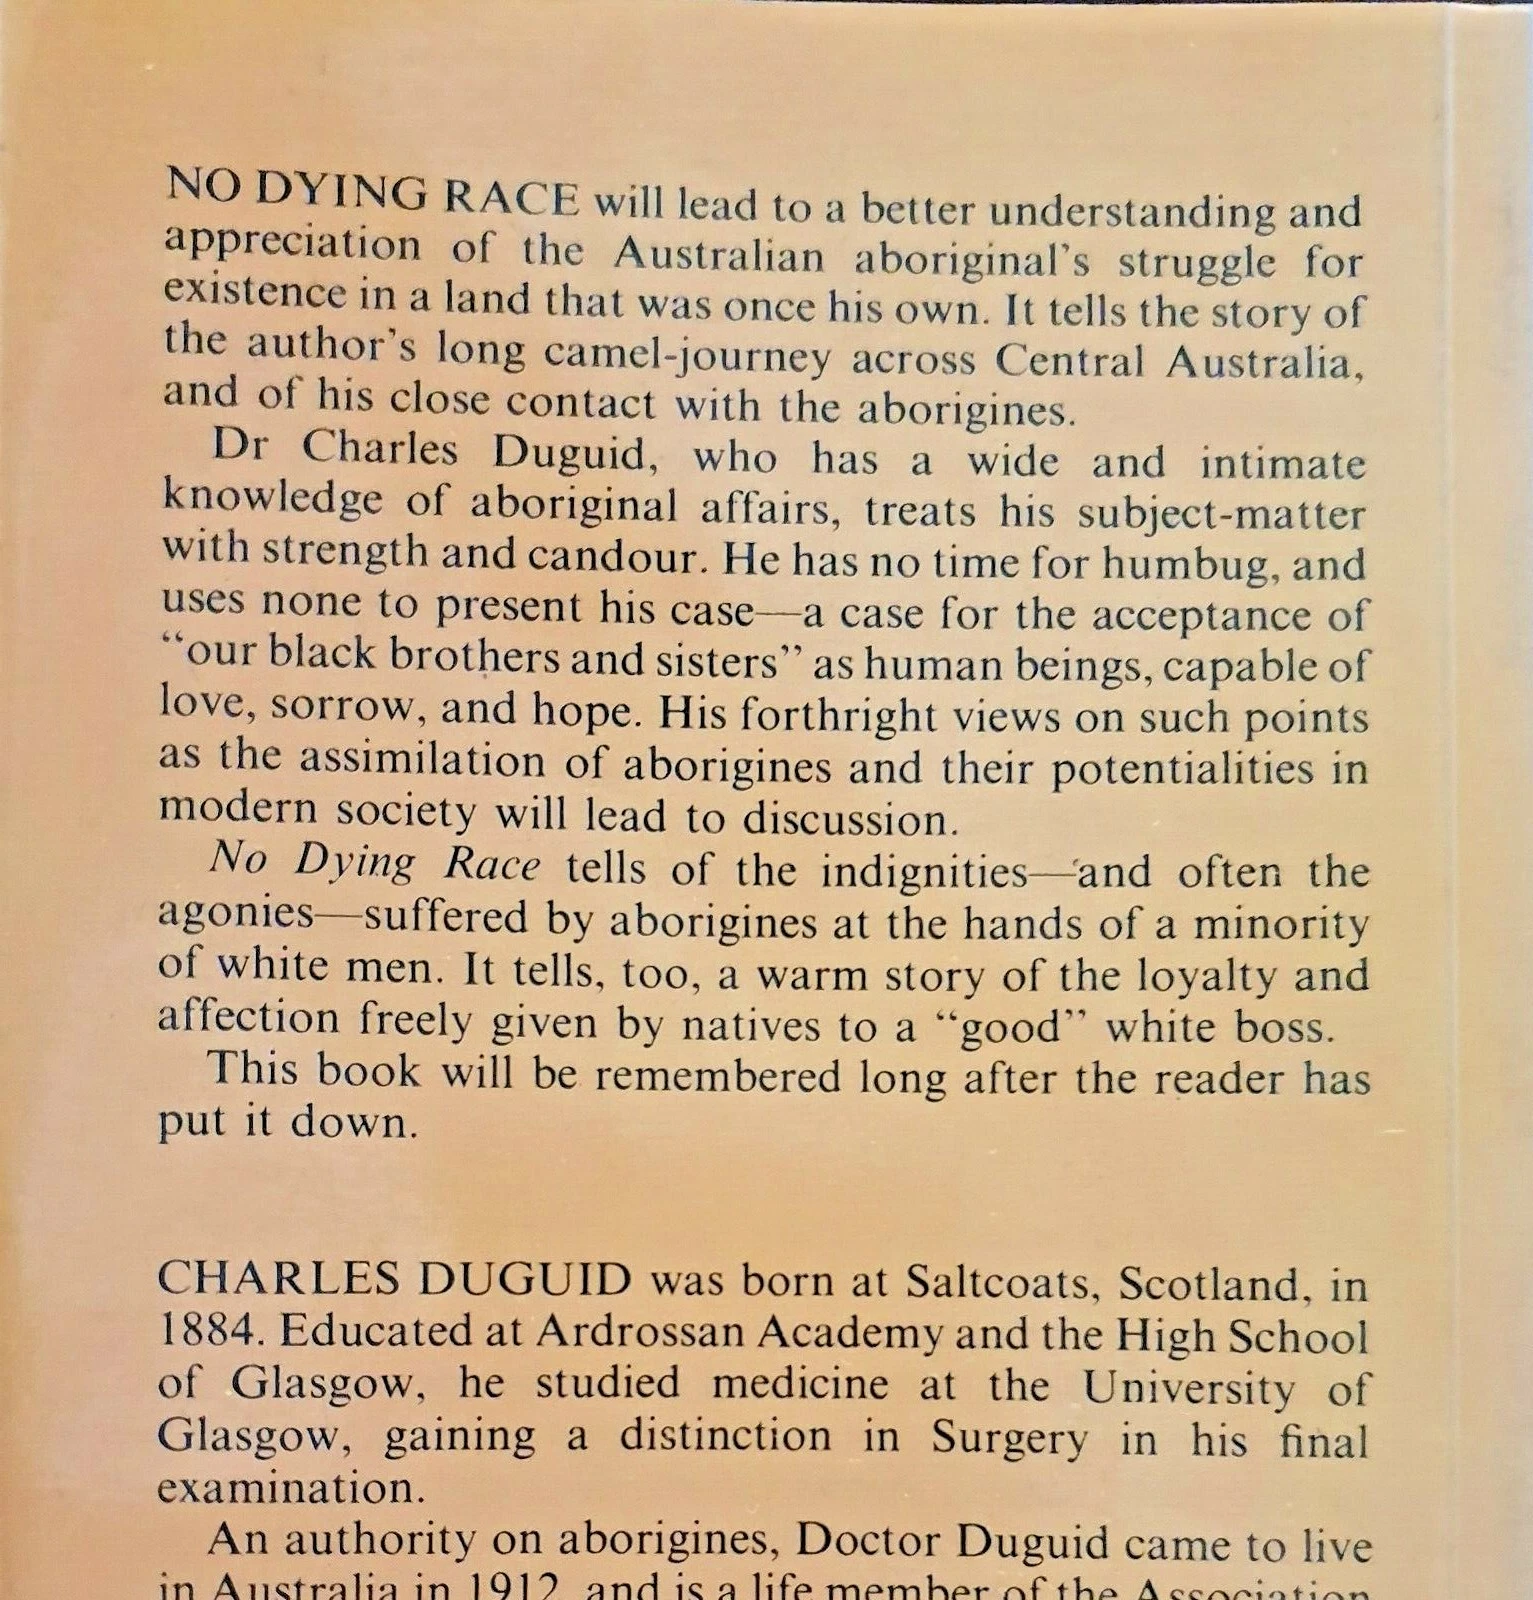 NO DYING RACE will lead to a better understanding and
appreciation of the Australian aboriginal's struggle for
existence in a land that was once his own. It tells the story of
the author's long camel-journey across Central Australia,
and of his close contact with the aborigines.
Dr Charles Duguid, who has a wide and intimate
knowledge of aboriginal affairs, treats his subject-matter
with strength and candour. He has no time for humbug, and
uses none to present his case—a case for the acceptance of
“our black brothers and sisters” as human beings, capable of
love, sorrow, and hope. His forthright views on such points
as the assimilation of aborigines and their potentialities in
modern society will lead to discussion.
No Dying Race tells of the indignities—and often the
agonies—suffered by aborigines at the hands of a minority
of white men. It tells, too, a warm story of the loyalty and
affection freely given by natives to a “good” white boss.
This book will be remembered long after the reader has
put it down.
CHARLES DUGUID was born at Saltcoats, Scotland, in
1884. Educated at Ardrossan Academy and the High School
of Glasgow, he studied medicine at the University of
Glasgow, gaining a distinction in Surgery in his final
examination.
An authority on aborigines, Doctor Duguid came to live
in Australia in 1912, and is a life member of the Association